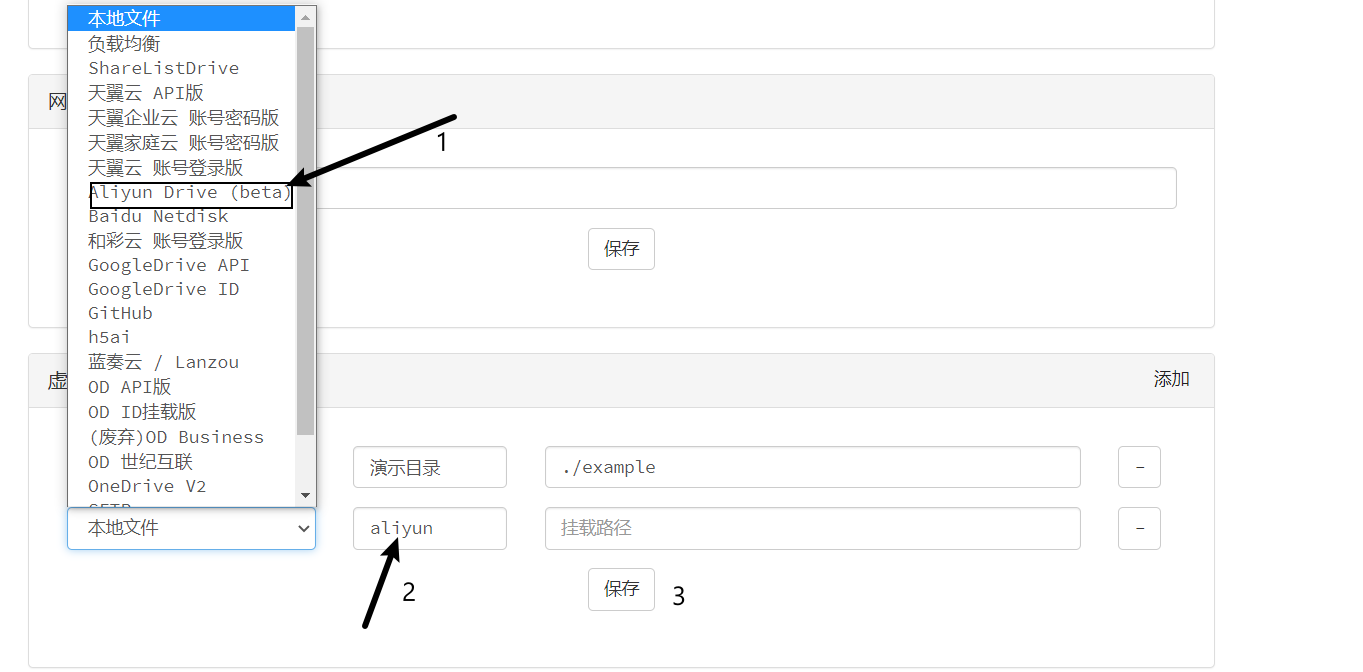 本地文件
负载均衡
ShareListDrive
天翼云 API版
网
天翼企业云 账号密码版
天翼家庭云 账号密码版
1
天翼云 账号登录版
Aliyun Drive (beta)
Baidu Netdisk
和彩云 账号登录版
保存
GoogleDrive API
GoogleDrive ID
GitHub
h5ai
蓝奏云 / Lanzou
虚
添加
OD API版
OD ID挂载版
(废弃)OD Business
OD 世纪互联
OneDrive V2
演示目录 ./example -
本地文件 aliyun 挂载路径 -
2
保存 3